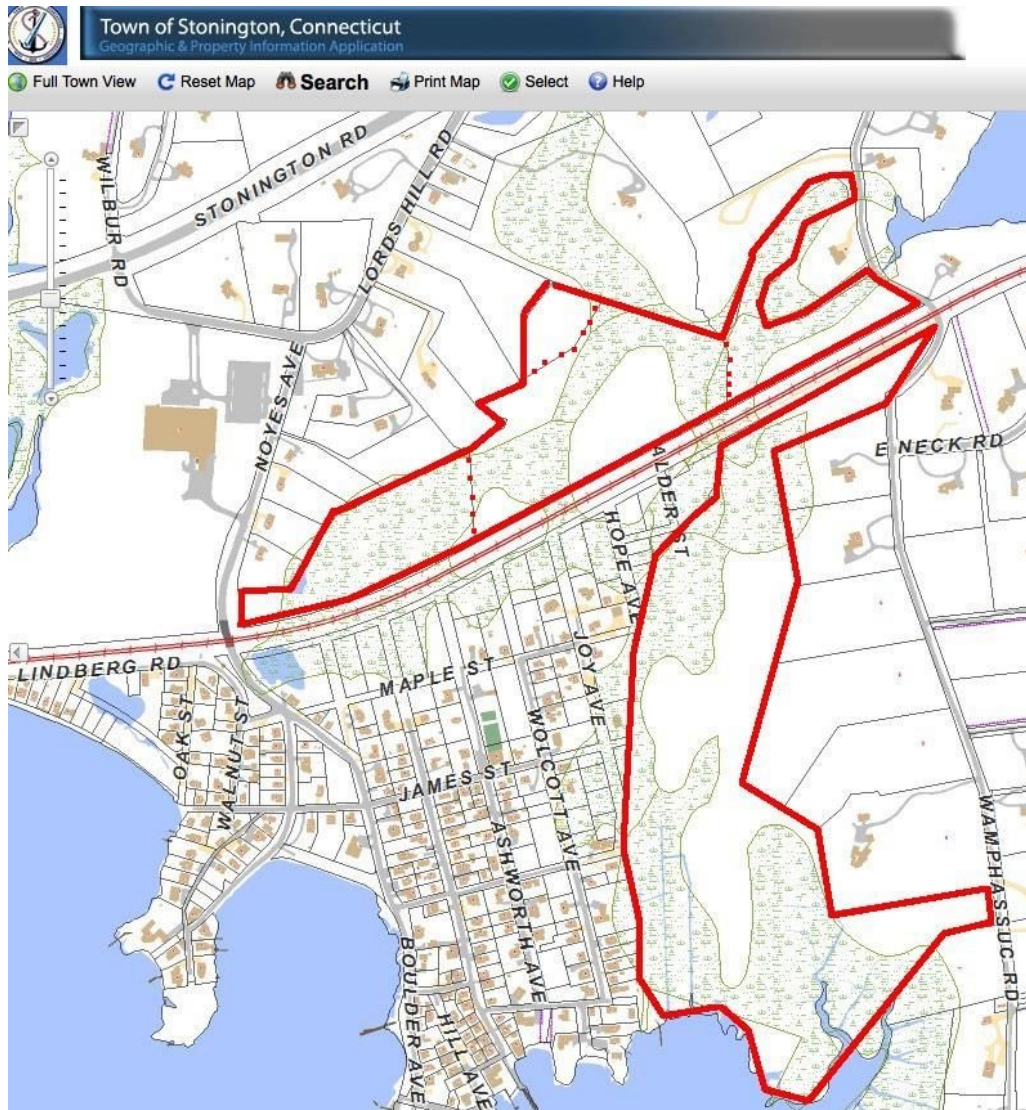 Town of Stonington, Connecticut
Geographic & Property Information Application
Full Town View Reset Map Search Print Map Select Help
STONINGTON RD
LORDS HILL RD
WILBUR RD
NOYES AVE
E NECK RD
ALDER ST
HOPE AVE
LINDBERG RD
MAPLE ST
JOY AVE
OAK ST
WALNUT ST
WOLCOTT AVE
JAMES ST
ASHWORTH AVE
WAMPHASSUC RD
BOULDER AVE
HILL AVE